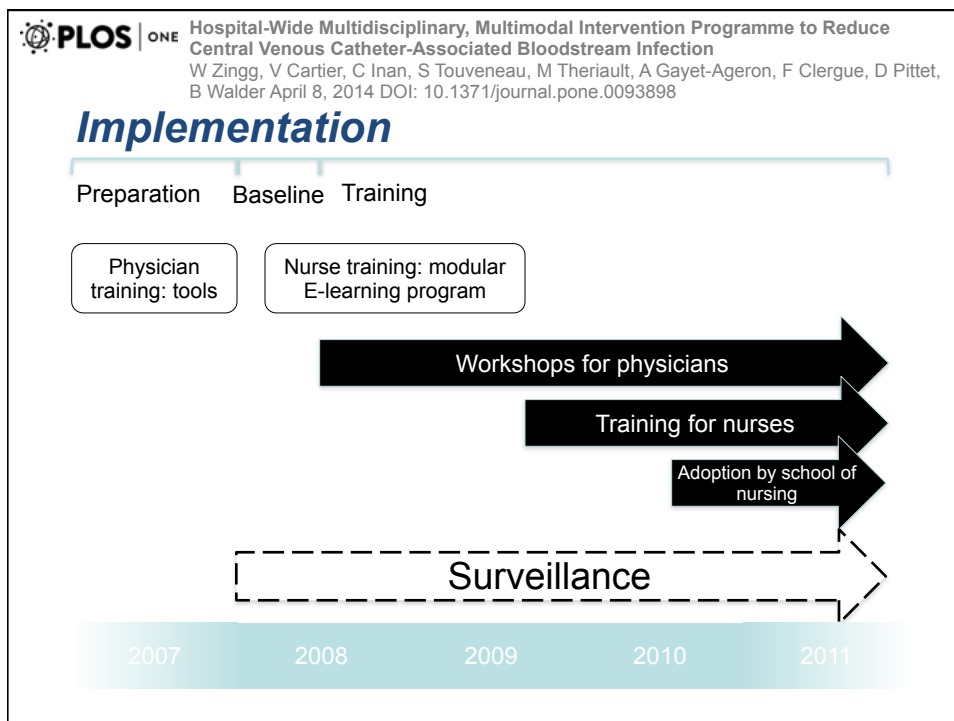 PLOS ONE
Hospital-Wide Multidisciplinary, Multimodal Intervention Programme to Reduce
Central Venous Catheter-Associated Bloodstream Infection
W Zingg, V Cartier, C Inan, S Touveneau, M Theriault, A Gayet-Ageron, F Clergue, D Pittet,
B Walder April 8, 2014 DOI: 10.1371/journal.pone.0093898
Implementation
Preparation Baseline Training
Physician
training: tools
Nurse training: modular
E-learning program
Workshops for physicians
Training for nurses
Adoption by school of
nursing
Surveillance
2007 2008 2009 2010 2011